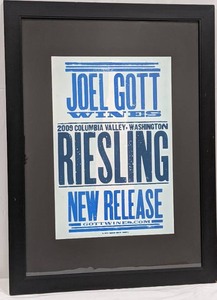 JOEL GOTT
WINES
2009 COLUMBIA VALLEY · WASHINGTON
RIESLING
NEW RELEASE
GOTTWINES.COM